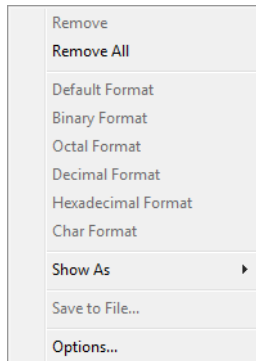 Remove
Remove All
Default Format
Binary Format
Octal Format
Decimal Format
Hexadecimal Format
Char Format
Show As
Save to File...
Options...